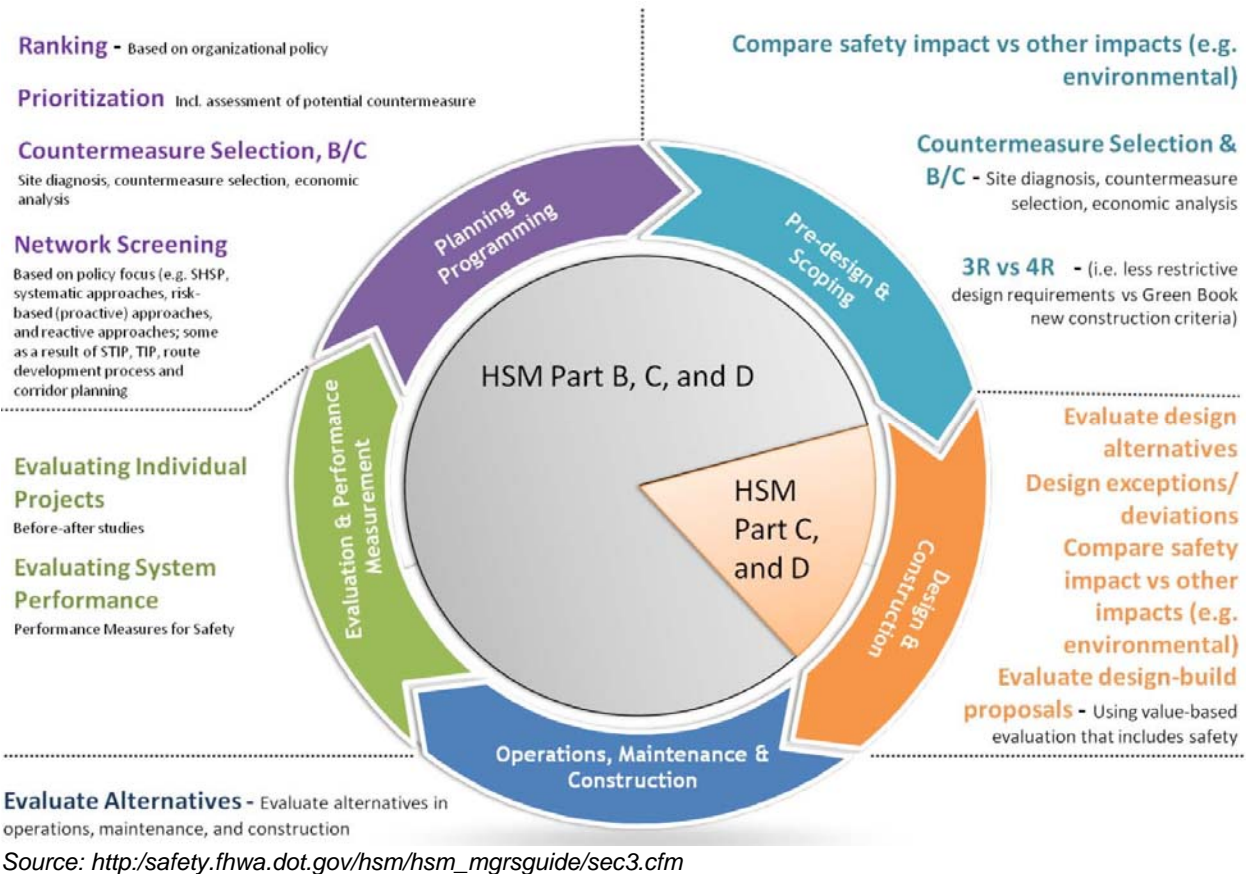 Ranking - Based on organizational policy
Prioritization Incl. assessment of potential countermeasure
Countermeasure Selection, B/C
Site diagnosis, countermeasure selection, economic
analysis
Network Screening
Based on policy focus (e.g. SHSP,
systematic approaches, risk-
based (proactive) approaches,
and reactive approaches; some
as a result of STIP, TIP, route
development process and
corridor planning
Evaluating Individual
Projects
Before-after studies
Evaluating System
Performance
Performance Measures for Safety
Evaluate Alternatives - Evaluate alternatives in
operations, maintenance, and construction
Planning &
Programming
Pre-design &
Scoping
Design &
Construction
Operations, Maintenance &
Construction
Evaluation & Performance
Measurement
HSM Part B, C, and D
HSM
Part C,
and D
Compare safety impact vs other impacts (e.g.
environmental)
Countermeasure Selection &
B/C - Site diagnosis, countermeasure
selection, economic analysis
3R vs 4R - (i.e. less restrictive
design requirements vs Green Book
new construction criteria)
Evaluate design
alternatives
Design exceptions/
deviations
Compare safety
impact vs other
impacts (e.g.
environmental)
Evaluate design-build
proposals - Using value-based
evaluation that includes safety
Source: http:/safety.fhwa.dot.gov/hsm/hsm_mgrsguide/sec3.cfm